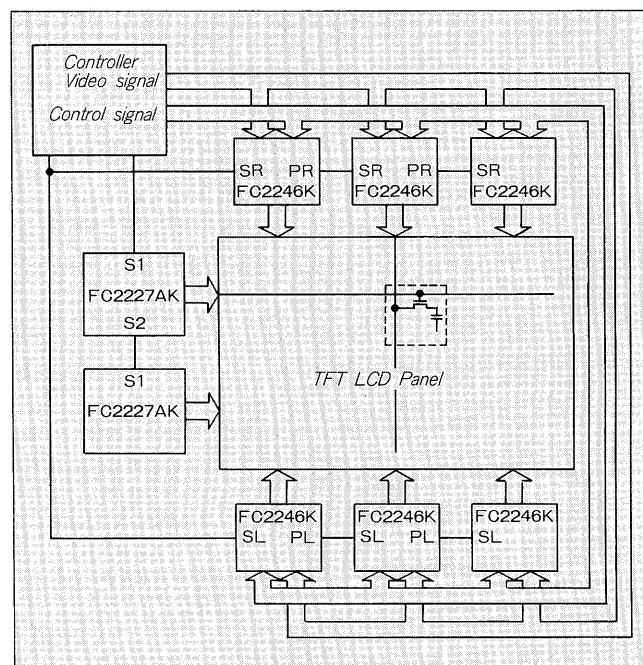 Controller
Video signal
Control signal
SR PR
FC2246K
SR PR
FC2246K
SR
FC2246K
S1
FC2227AK
S2
S1
FC2227AK
TFT LCD Panel
FC2246K
SL PL
FC2246K
SL PL
FC2246K
SL